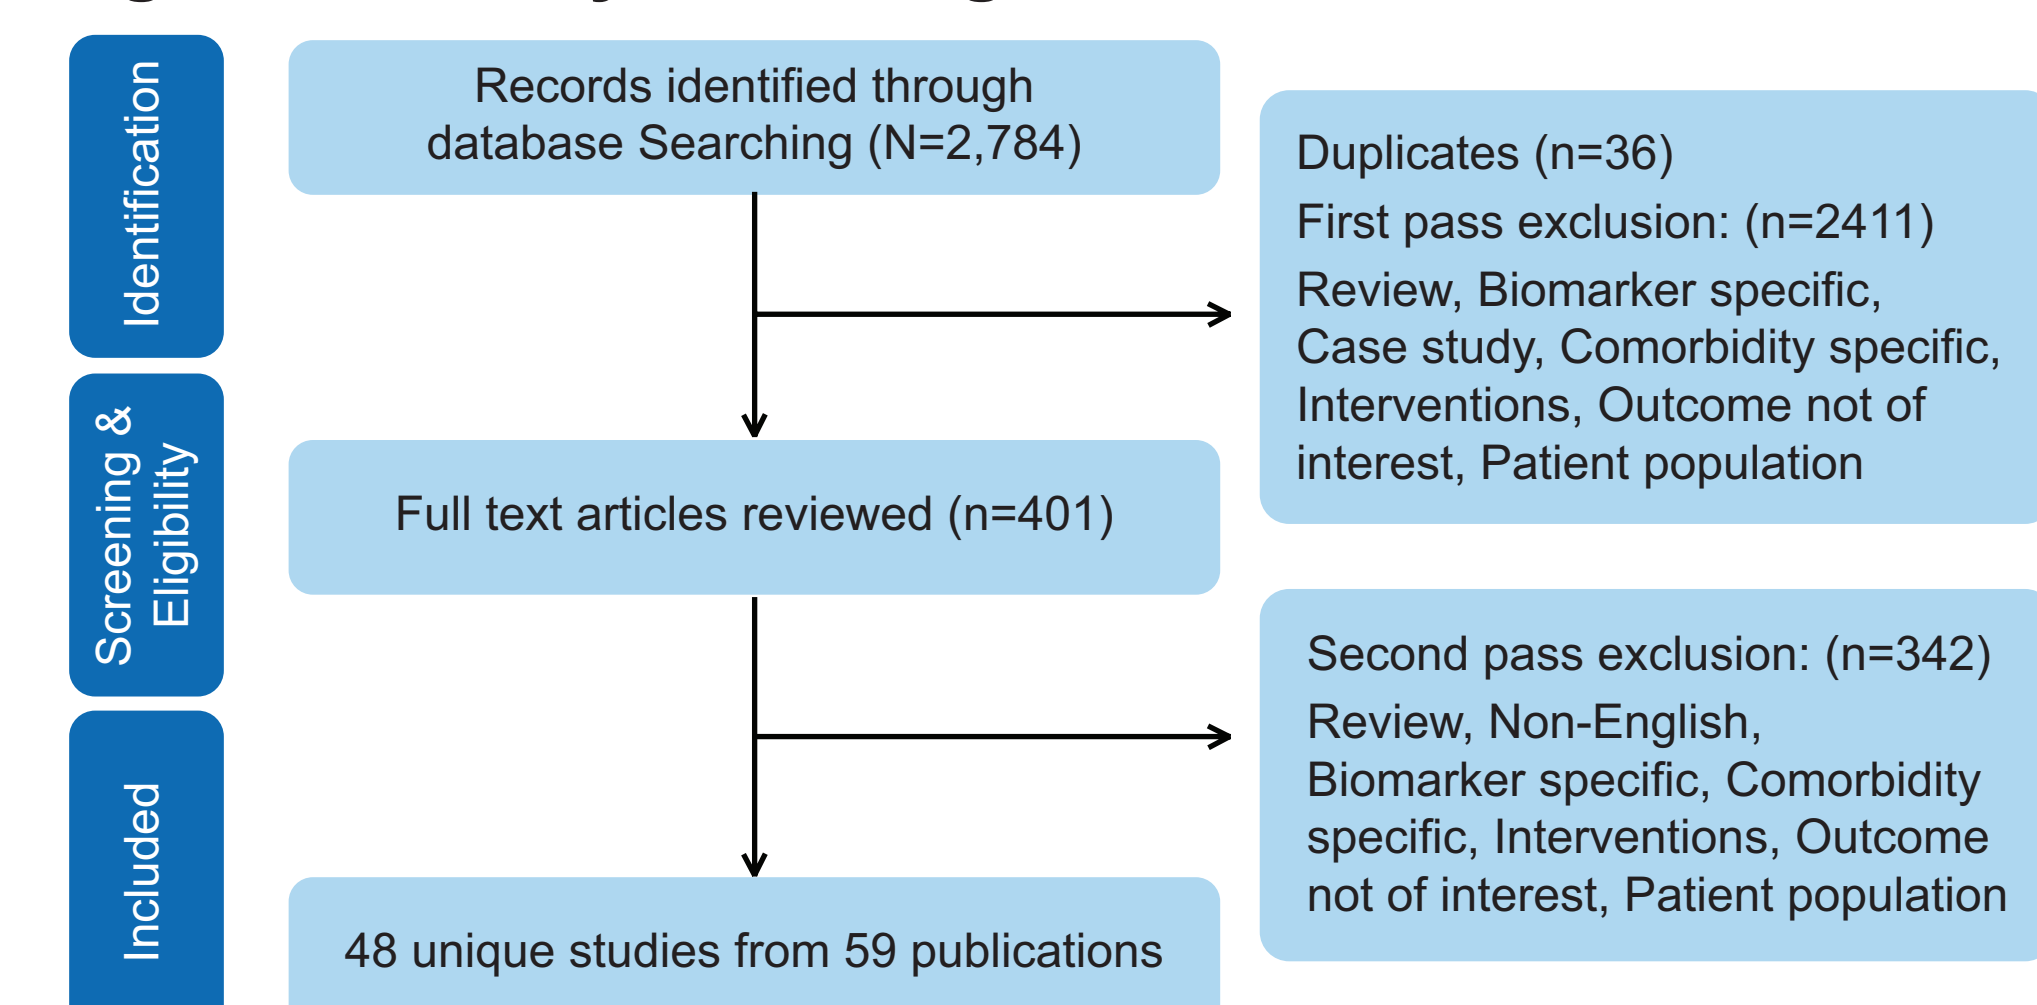 Identification
Records identified through
database Searching (N=2,784)
Duplicates (n=36)
First pass exclusion: (n=2411)
Review, Biomarker specific,
Case study, Comorbidity specific,
Interventions, Outcome not of
interest, Patient population
Screening &
Eligibility
Full text articles reviewed (n=401)
Second pass exclusion: (n=342)
Review, Non-English,
Biomarker specific, Comorbidity
specific, Interventions, Outcome
not of interest, Patient population
Included
48 unique studies from 59 publications